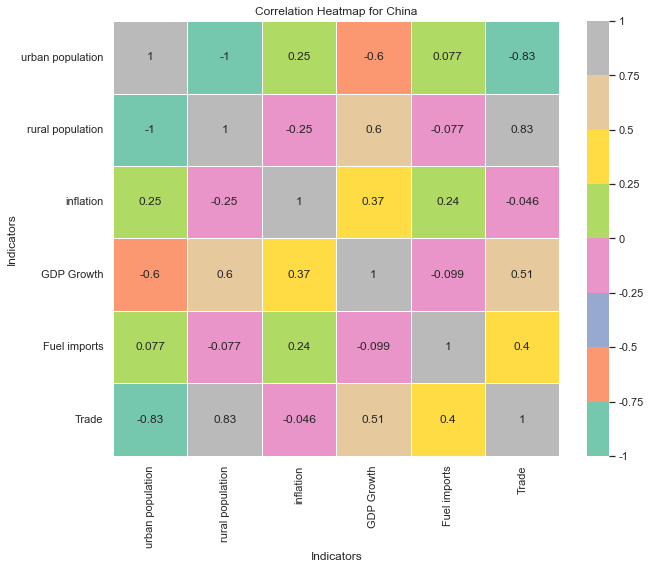 Correlation Heatmap for China
urban population 1 -1 0.25 -0.6 0.077 -0.83
rural population -1 1 -0.25 0.6 -0.077 0.83
inflation 0.25 -0.25 1 0.37 0.24 -0.046
GDP Growth -0.6 0.6 0.37 1 -0.099 0.51
Fuel imports 0.077 -0.077 0.24 -0.099 1 0.4
Trade -0.83 0.83 -0.046 0.51 0.4 1
Indicators
urban population
rural population
inflation
GDP Growth
Fuel imports
Trade
Indicators
1
0.75
0.5
0.25
0
-0.25
-0.5
-0.75
-1